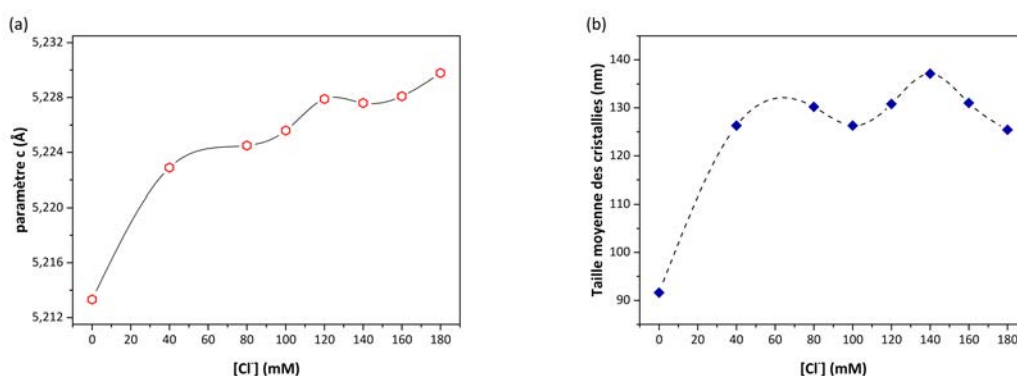 (a)
5,232
5,228
5,224
5,220
5,216
5,212
paramètre c (Å)
0 20 40 60 80 100 120 140 160 180
[Cl⁻] (mM)
(b)
140
130
120
110
100
90
Taille moyenne des cristallies (nm)
0 20 40 60 80 100 120 140 160 180
[Cl⁻] (mM)